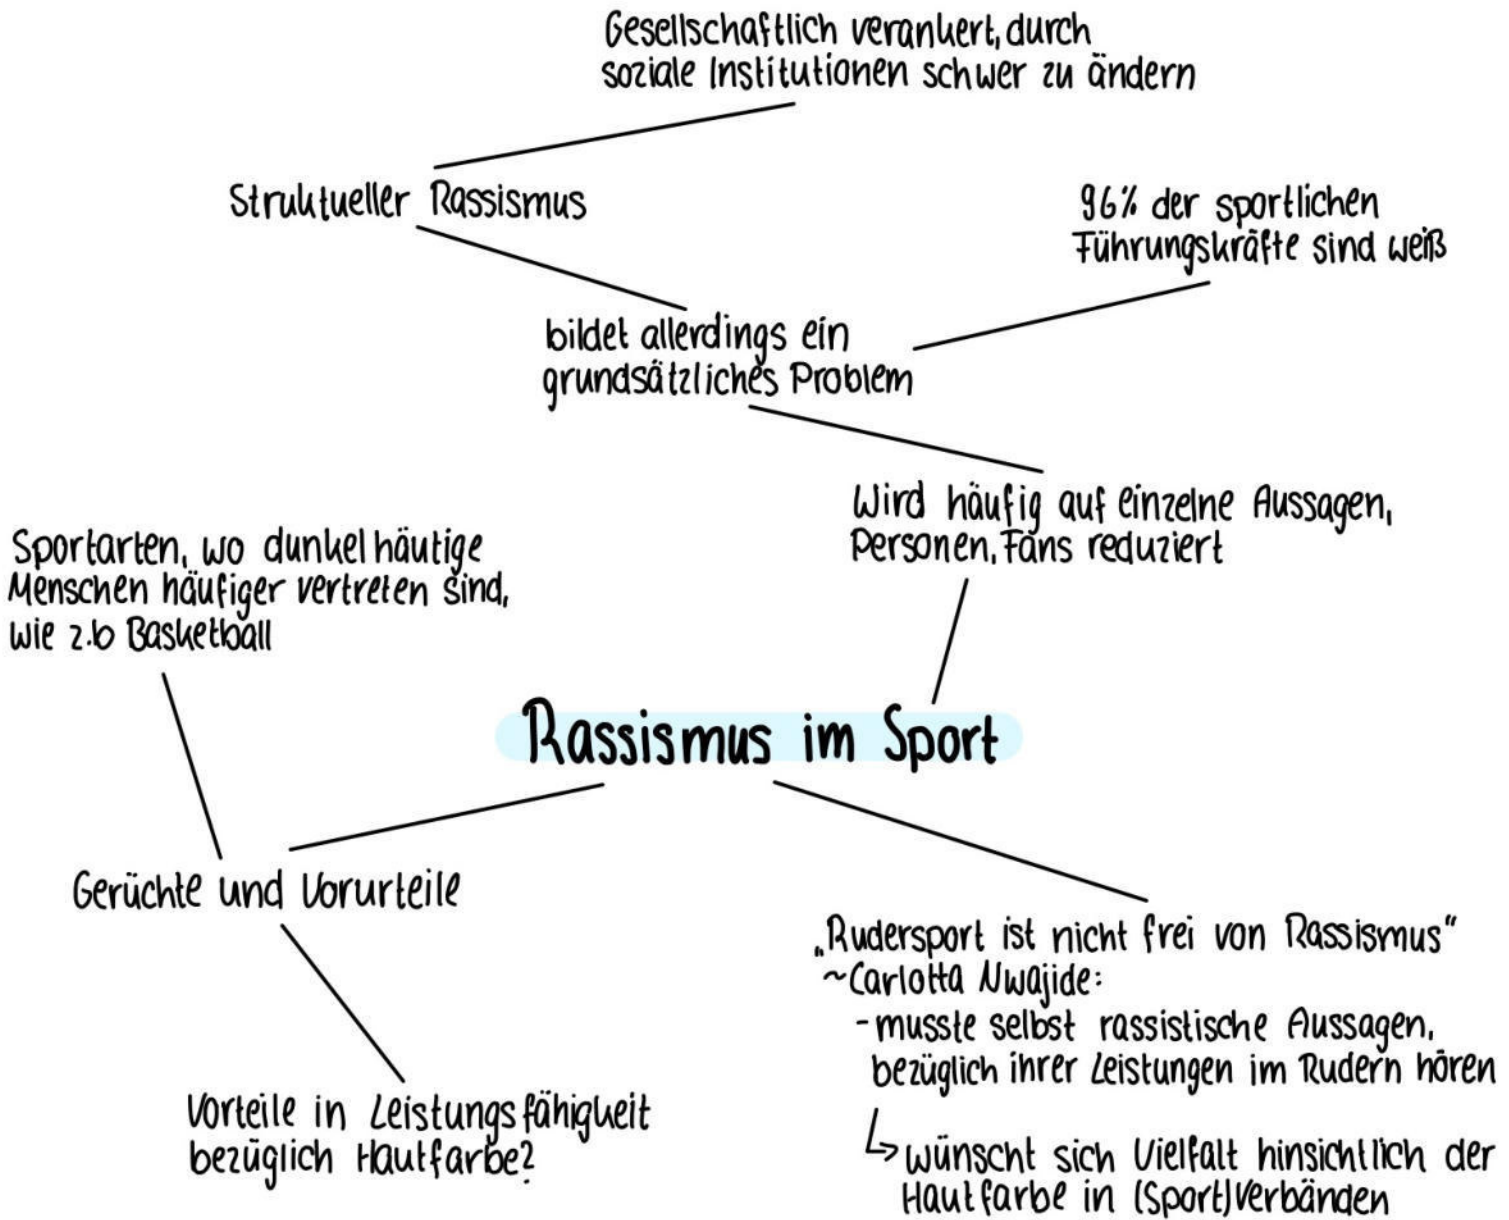 Gesellschaftlich verankert, durch
soziale Institutionen schwer zu ändern
Struktueller Rassismus
96% der sportlichen
Führungskräfte sind weiß
bildet allerdings ein
grundsätzliches Problem
Wird häufig auf einzelne Aussagen,
Personen, Fans reduziert
Sportarten, wo dunkelhäutige
Menschen häufiger vertreten sind,
wie z.b Basketball
Rassismus im Sport
Gerüchte und Vorurteile
Vorteile in Leistungsfähigkeit
bezüglich Hautfarbe?
„Rudersport ist nicht frei von Rassismus“
~Carlotta Nwajide:
- musste selbst rassistische Aussagen,
bezüglich ihrer Leistungen im Rudern hören
↳ wünscht sich Vielfalt hinsichtlich der
Hautfarbe in (Sport)Verbänden